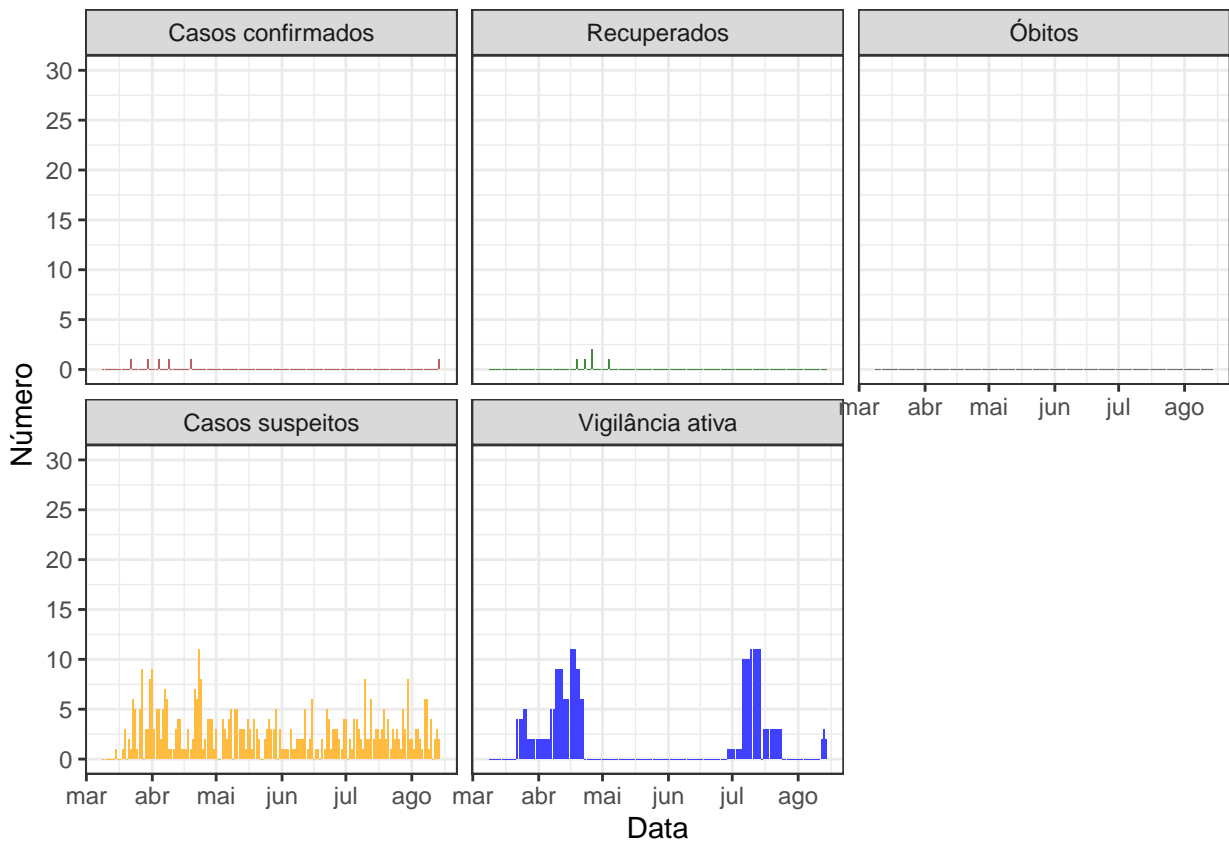 Casos confirmados
Recuperados
Óbitos
30
25
20
15
10
5
0
mar abr mai jun jul ago
Número
Casos suspeitos
Vigilância ativa
30
25
20
15
10
5
0
mar abr mai jun jul ago
mar abr mai jun jul ago
Data